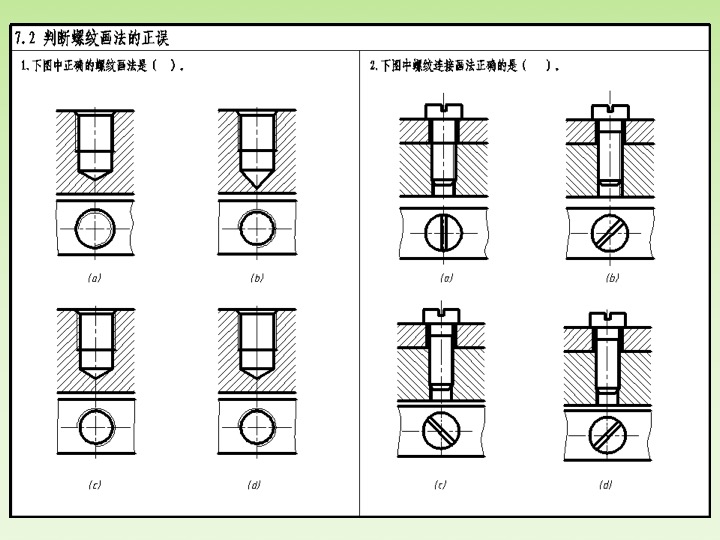 7.2 判断螺纹画法的正误
1.下图中正确的螺纹画法是（ ）。
2.下图中螺纹连接画法正确的是（ ）。
(a)
(b)
(a)
(b)
(c)
(d)
(c)
(d)